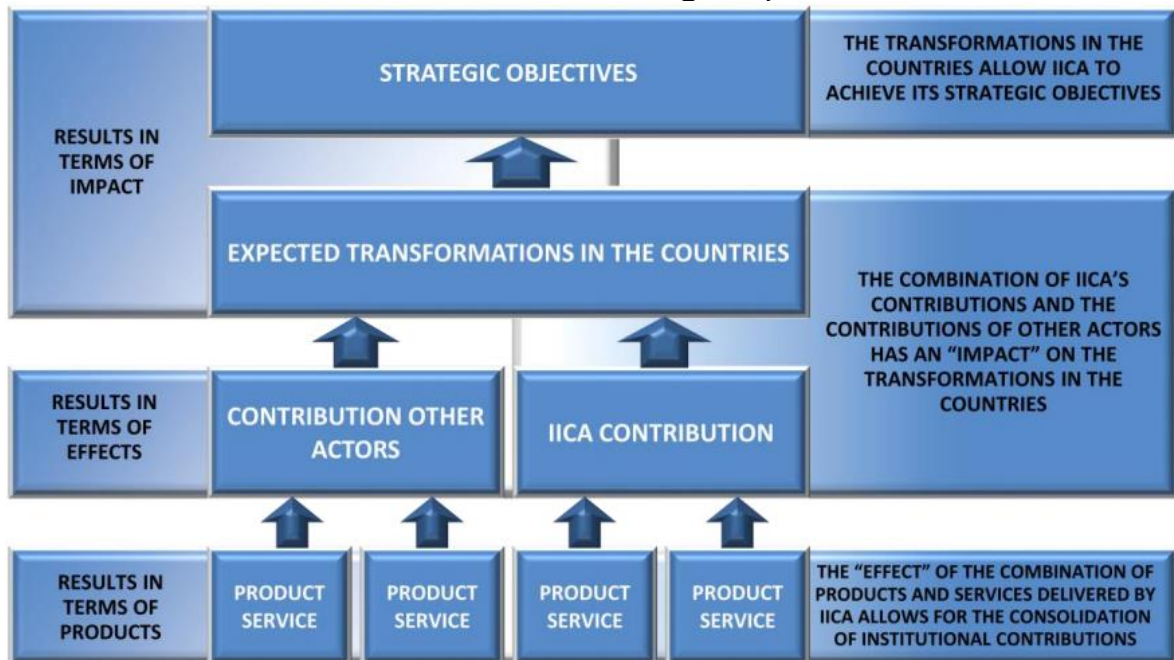 STRATEGIC OBJECTIVES
THE TRANSFORMATIONS IN THE
COUNTRIES ALLOW IICA TO
ACHIEVE ITS STRATEGIC OBJECTIVES
RESULTS IN
TERMS OF
IMPACT
EXPECTED TRANSFORMATIONS IN THE COUNTRIES
THE COMBINATION OF IICA’S
CONTRIBUTIONS AND THE
CONTRIBUTIONS OF OTHER ACTORS
HAS AN “IMPACT” ON THE
TRANSFORMATIONS IN THE
COUNTRIES
RESULTS IN
TERMS OF
EFFECTS
CONTRIBUTION OTHER
ACTORS
IICA CONTRIBUTION
RESULTS IN
TERMS OF
PRODUCTS
PRODUCT
SERVICE
PRODUCT
SERVICE
PRODUCT
SERVICE
PRODUCT
SERVICE
THE “EFFECT” OF THE COMBINATION OF
PRODUCTS AND SERVICES DELIVERED BY
IICA ALLOWS FOR THE CONSOLIDATION
OF INSTITUTIONAL CONTRIBUTIONS